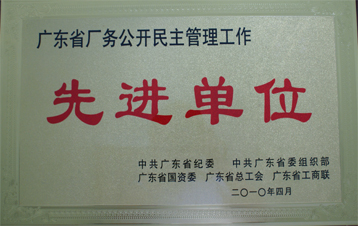 广东省厂务公开民主管理工作
先进单位
中共广东省纪委 中共广东省委组织部
广东省国资委 广东省总工会 广东省工商联
二〇一〇年四月